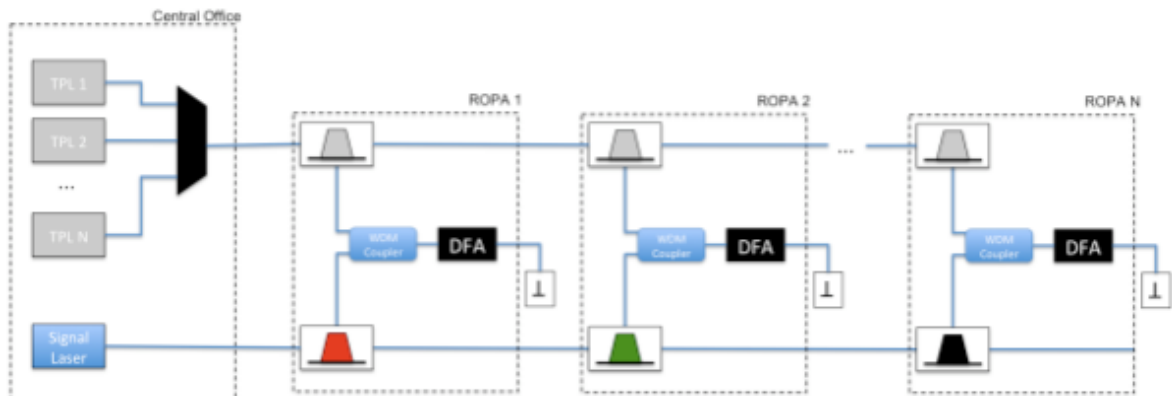 Central Office
TPL 1
TPL 2
...
TPL N
Signal
Laser
ROPA 1
WDM
Coupler
DFA
⊥
ROPA 2
WDM
Coupler
DFA
⊥
...
ROPA N
WDM
Coupler
DFA
⊥